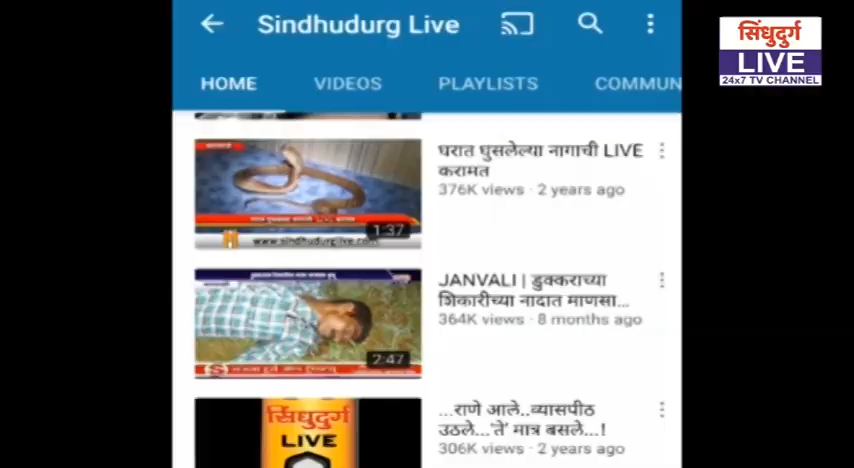 Sindhudurg Live
HOME VIDEOS PLAYLISTS COMMUN
सिंधुदुर्ग
LIVE
24x7 TV CHANNEL
घरात घुसलेल्या नागाची LIVE
करामत
376K views · 2 years ago
1:37
www.sindhudurglive.com
JANVALI | डुक्कराच्या
शिकारीच्या नादात माणसा...
364K views · 8 months ago
2:47
...राणे आले..व्यासपीठ
उठले...'ते' मात्र बसले...!
306K views · 2 years ago
सिंधुदुर्ग
LIVE